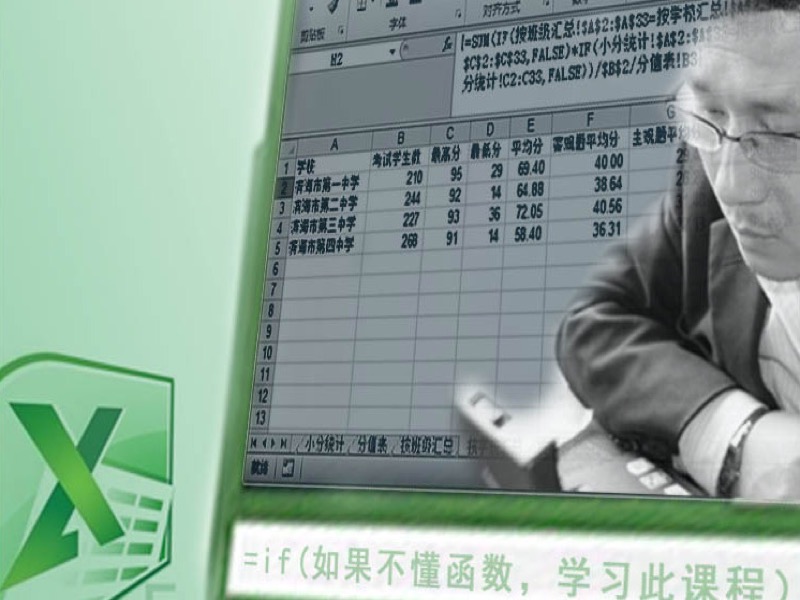 剪贴板 字体 对齐方式
H2 fx =SUM(IF(按班级汇总!$A$2:$A$33=按学校汇总!$A
$C$2:$C$33,FALSE)*IF(小分统计!$A$2:$A$3
分统计!C2:C33,FALSE))/$B$2/分值表!B3
A B C D E F G
1 学校 考试学生数 最高分 最低分 平均分 客观题平均分 主观题平均分
2 滨海市第一中学 210 95 29 69.40 40.00
3 滨海市第二中学 244 92 14 64.88 38.64
4 滨海市第三中学 227 93 36 72.05 40.56
5 滨海市第四中学 268 91 14 58.40 36.31
6
7
8
9
10
11
12
13
小分统计 分值表 按班级汇总
就绪
=if(如果不懂函数，学习此课程)